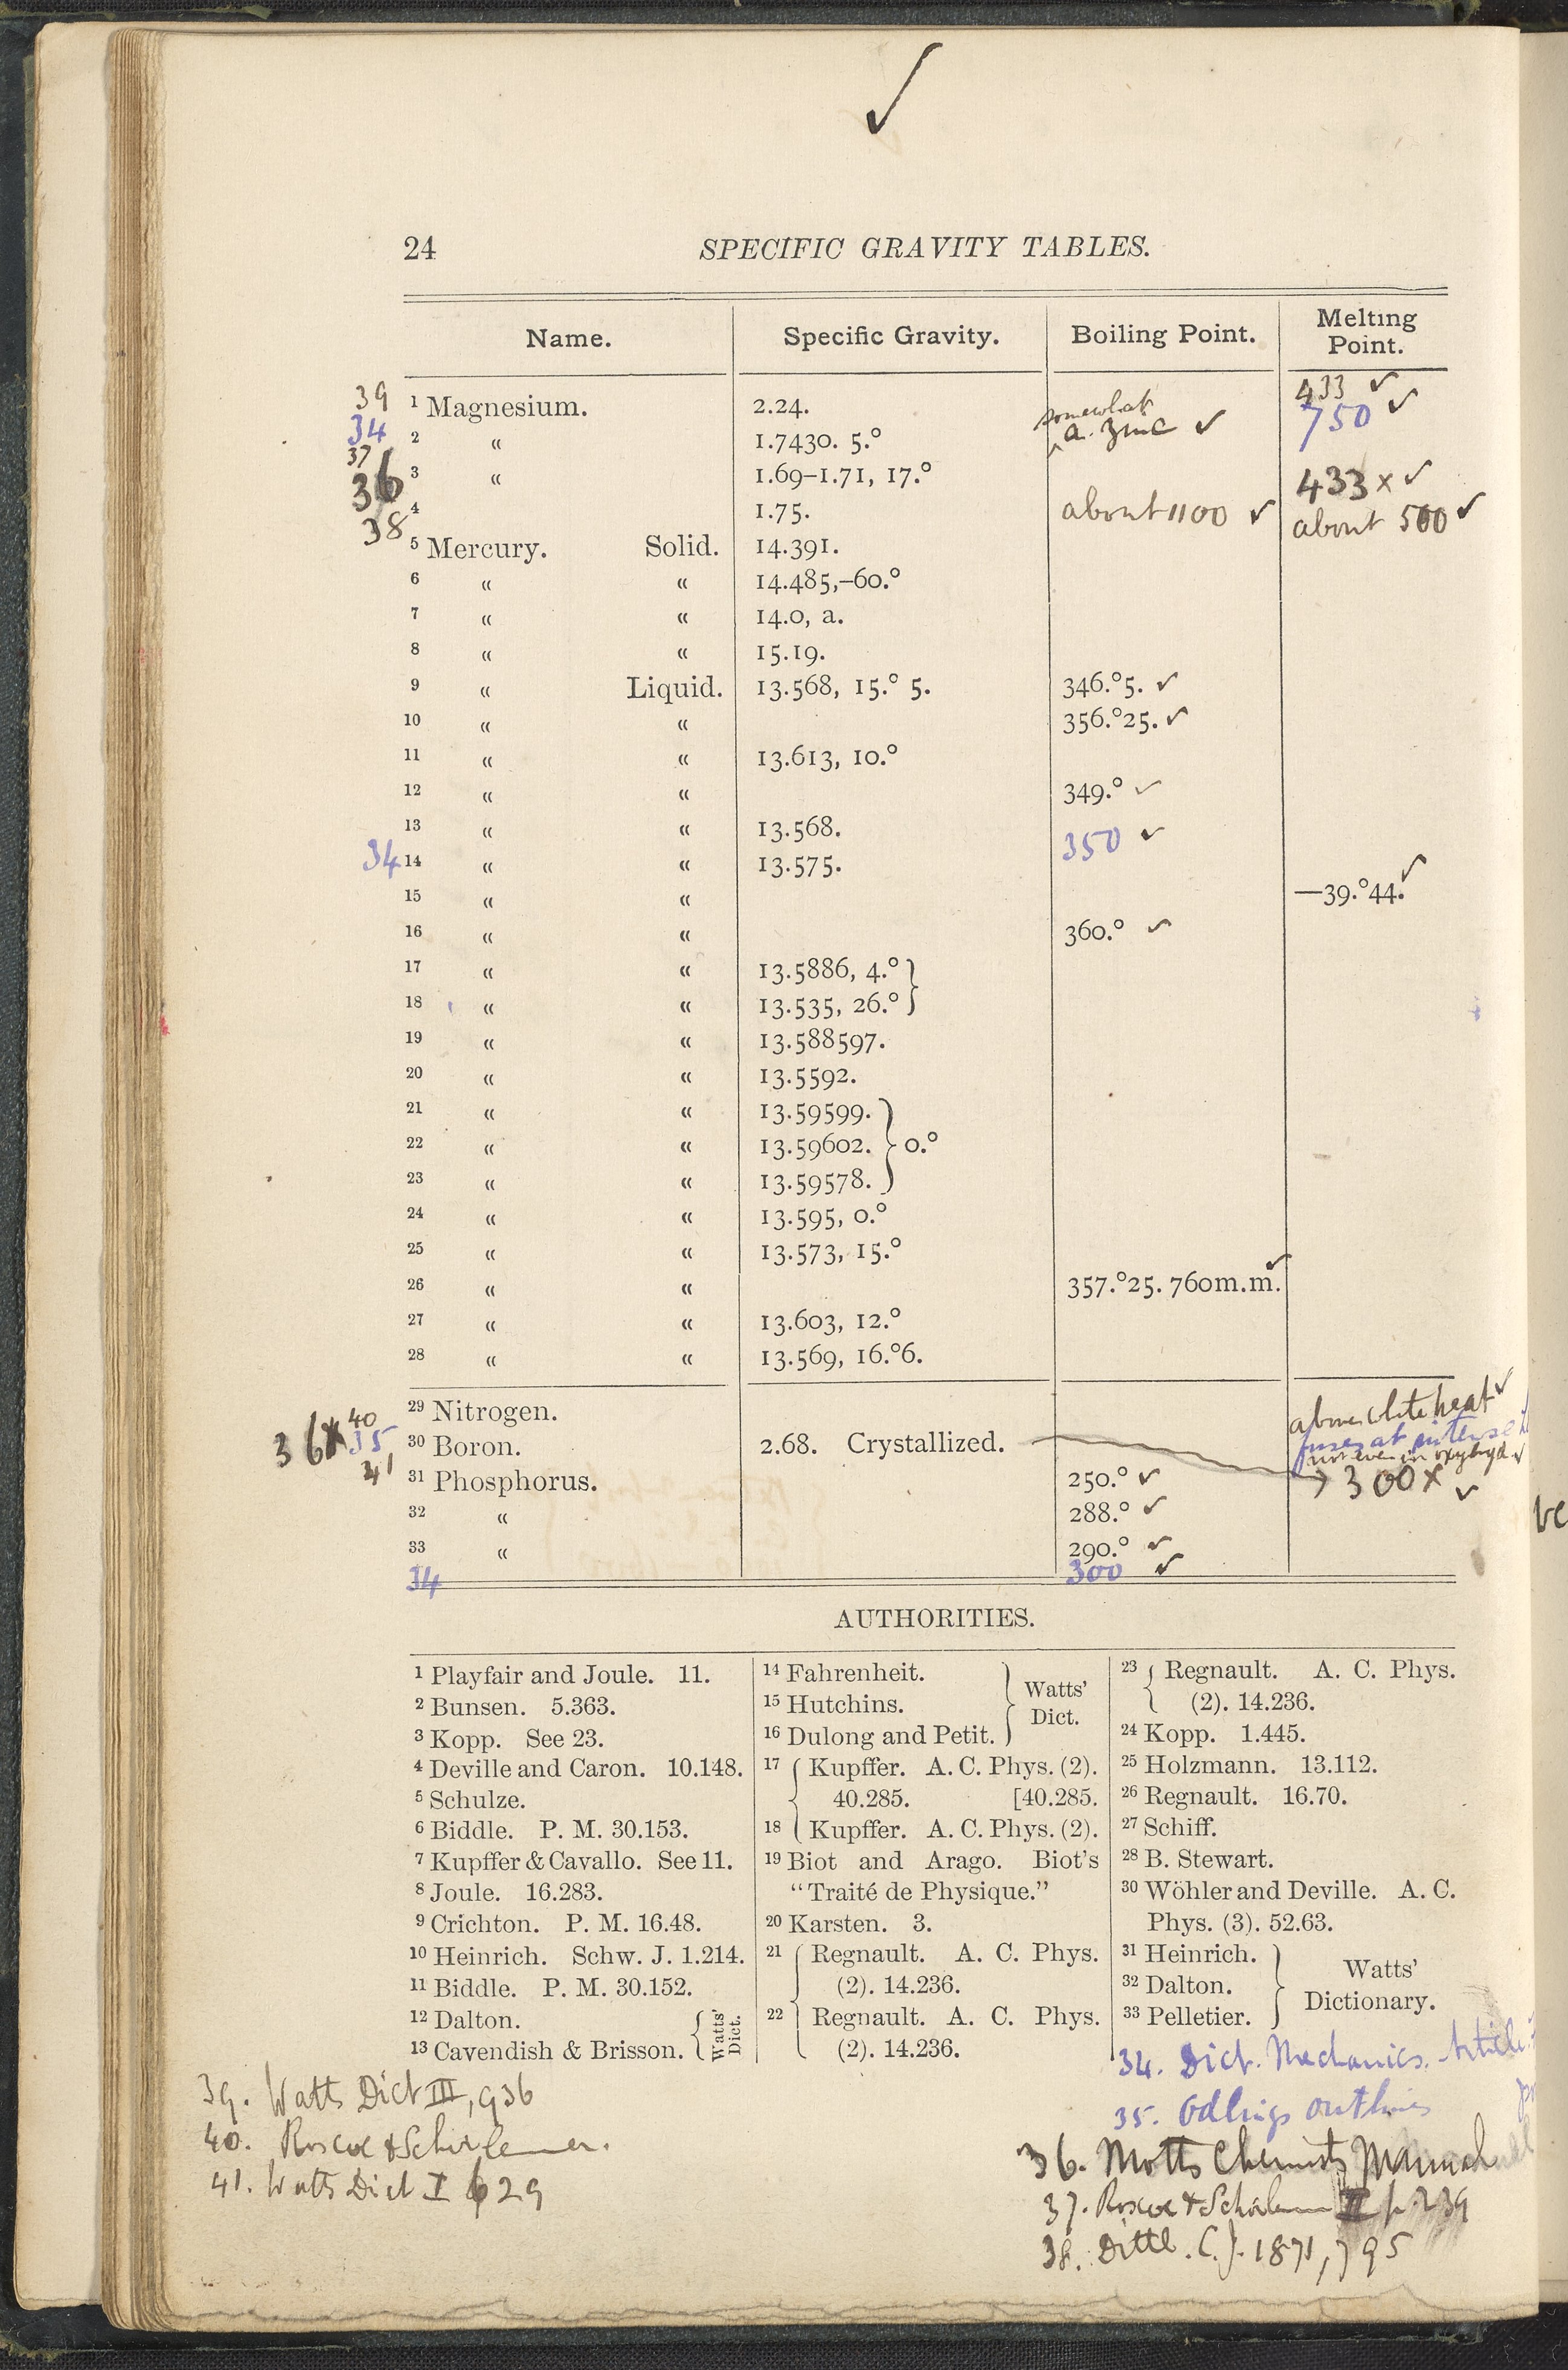 ✓
24 SPECIFIC GRAVITY TABLES.
Name. Specific Gravity. Boiling Point. Melting Point.
39 433 ✓
1 Magnesium. 2.24. somewhat 750 ✓
34 2 « 1.7430. 5.° a. zinc ✓
37
36 3 « 1.69–1.71, 17.° 433 x ✓
4 1.75. about 1100 ✓ about 500 ✓
38
5 Mercury. Solid. 14.391.
6 « « 14.485,–60.°
7 « « 14.0, a.
8 « « 15.19.
9 « Liquid. 13.568, 15.° 5. 346.°5. ✓
10 « « 356.°25. ✓
11 « « 13.613, 10.°
12 « « 349.° ✓
13 « « 13.568. 350 ✓
34 14 « « 13.575.
15 « « —39.°44. ✓
16 « « 360.° ✓
17 « « 13.5886, 4.° }
18 « « 13.535, 26.° }
19 « « 13.588597.
20 « « 13.5592.
21 « « 13.59599. }
22 « « 13.59602. } 0.°
23 « « 13.59578. }
24 « « 13.595, 0.°
25 « « 13.573, 15.°
26 « « 357.°25. 760m.m. ✓
27 « « 13.603, 12.°
28 « « 13.569, 16.°6.
29 Nitrogen. above white heat ✓
40
36x 35 30 Boron. 2.68. Crystallized. fuses at intense
41 not even in oxyhyd. ✓
31 Phosphorus. 250.° ✓ → 300 x ✓
32 « 288.° ✓
33 « 290.° ✓
34 300 ✓
AUTHORITIES.
1 Playfair and Joule. 11.
2 Bunsen. 5.363.
3 Kopp. See 23.
4 Deville and Caron. 10.148.
5 Schulze.
6 Biddle. P. M. 30.153.
7 Kupffer & Cavallo. See 11.
8 Joule. 16.283.
9 Crichton. P. M. 16.48.
10 Heinrich. Schw. J. 1.214.
11 Biddle. P. M. 30.152.
12 Dalton.
13 Cavendish & Brisson. { Watts' Dict.
14 Fahrenheit.
15 Hutchins. } Watts' Dict.
16 Dulong and Petit.
17 { Kupffer. A. C. Phys. (2).
40.285. [40.285.
18 { Kupffer. A. C. Phys. (2).
19 Biot and Arago. Biot's
“Traité de Physique.”
20 Karsten. 3.
21 { Regnault. A. C. Phys.
(2). 14.236.
22 { Regnault. A. C. Phys.
(2). 14.236.
23 { Regnault. A. C. Phys.
(2). 14.236.
24 Kopp. 1.445.
25 Holzmann. 13.112.
26 Regnault. 16.70.
27 Schiff.
28 B. Stewart.
30 Wöhler and Deville. A. C.
Phys. (3). 52.63.
31 Heinrich.
32 Dalton. } Watts' Dictionary.
33 Pelletier.
34. Dict. Mechanics. Article
35. Odlings outlines
36. Motts Chemists Manual
37. Roscoe & Schorlemmer II p. 239
38. Dittl. C. J. 1871, 795
39. Watts Dict III, 936
40. Roscoe & Schorlemmer.
41. Watts Dict I 629